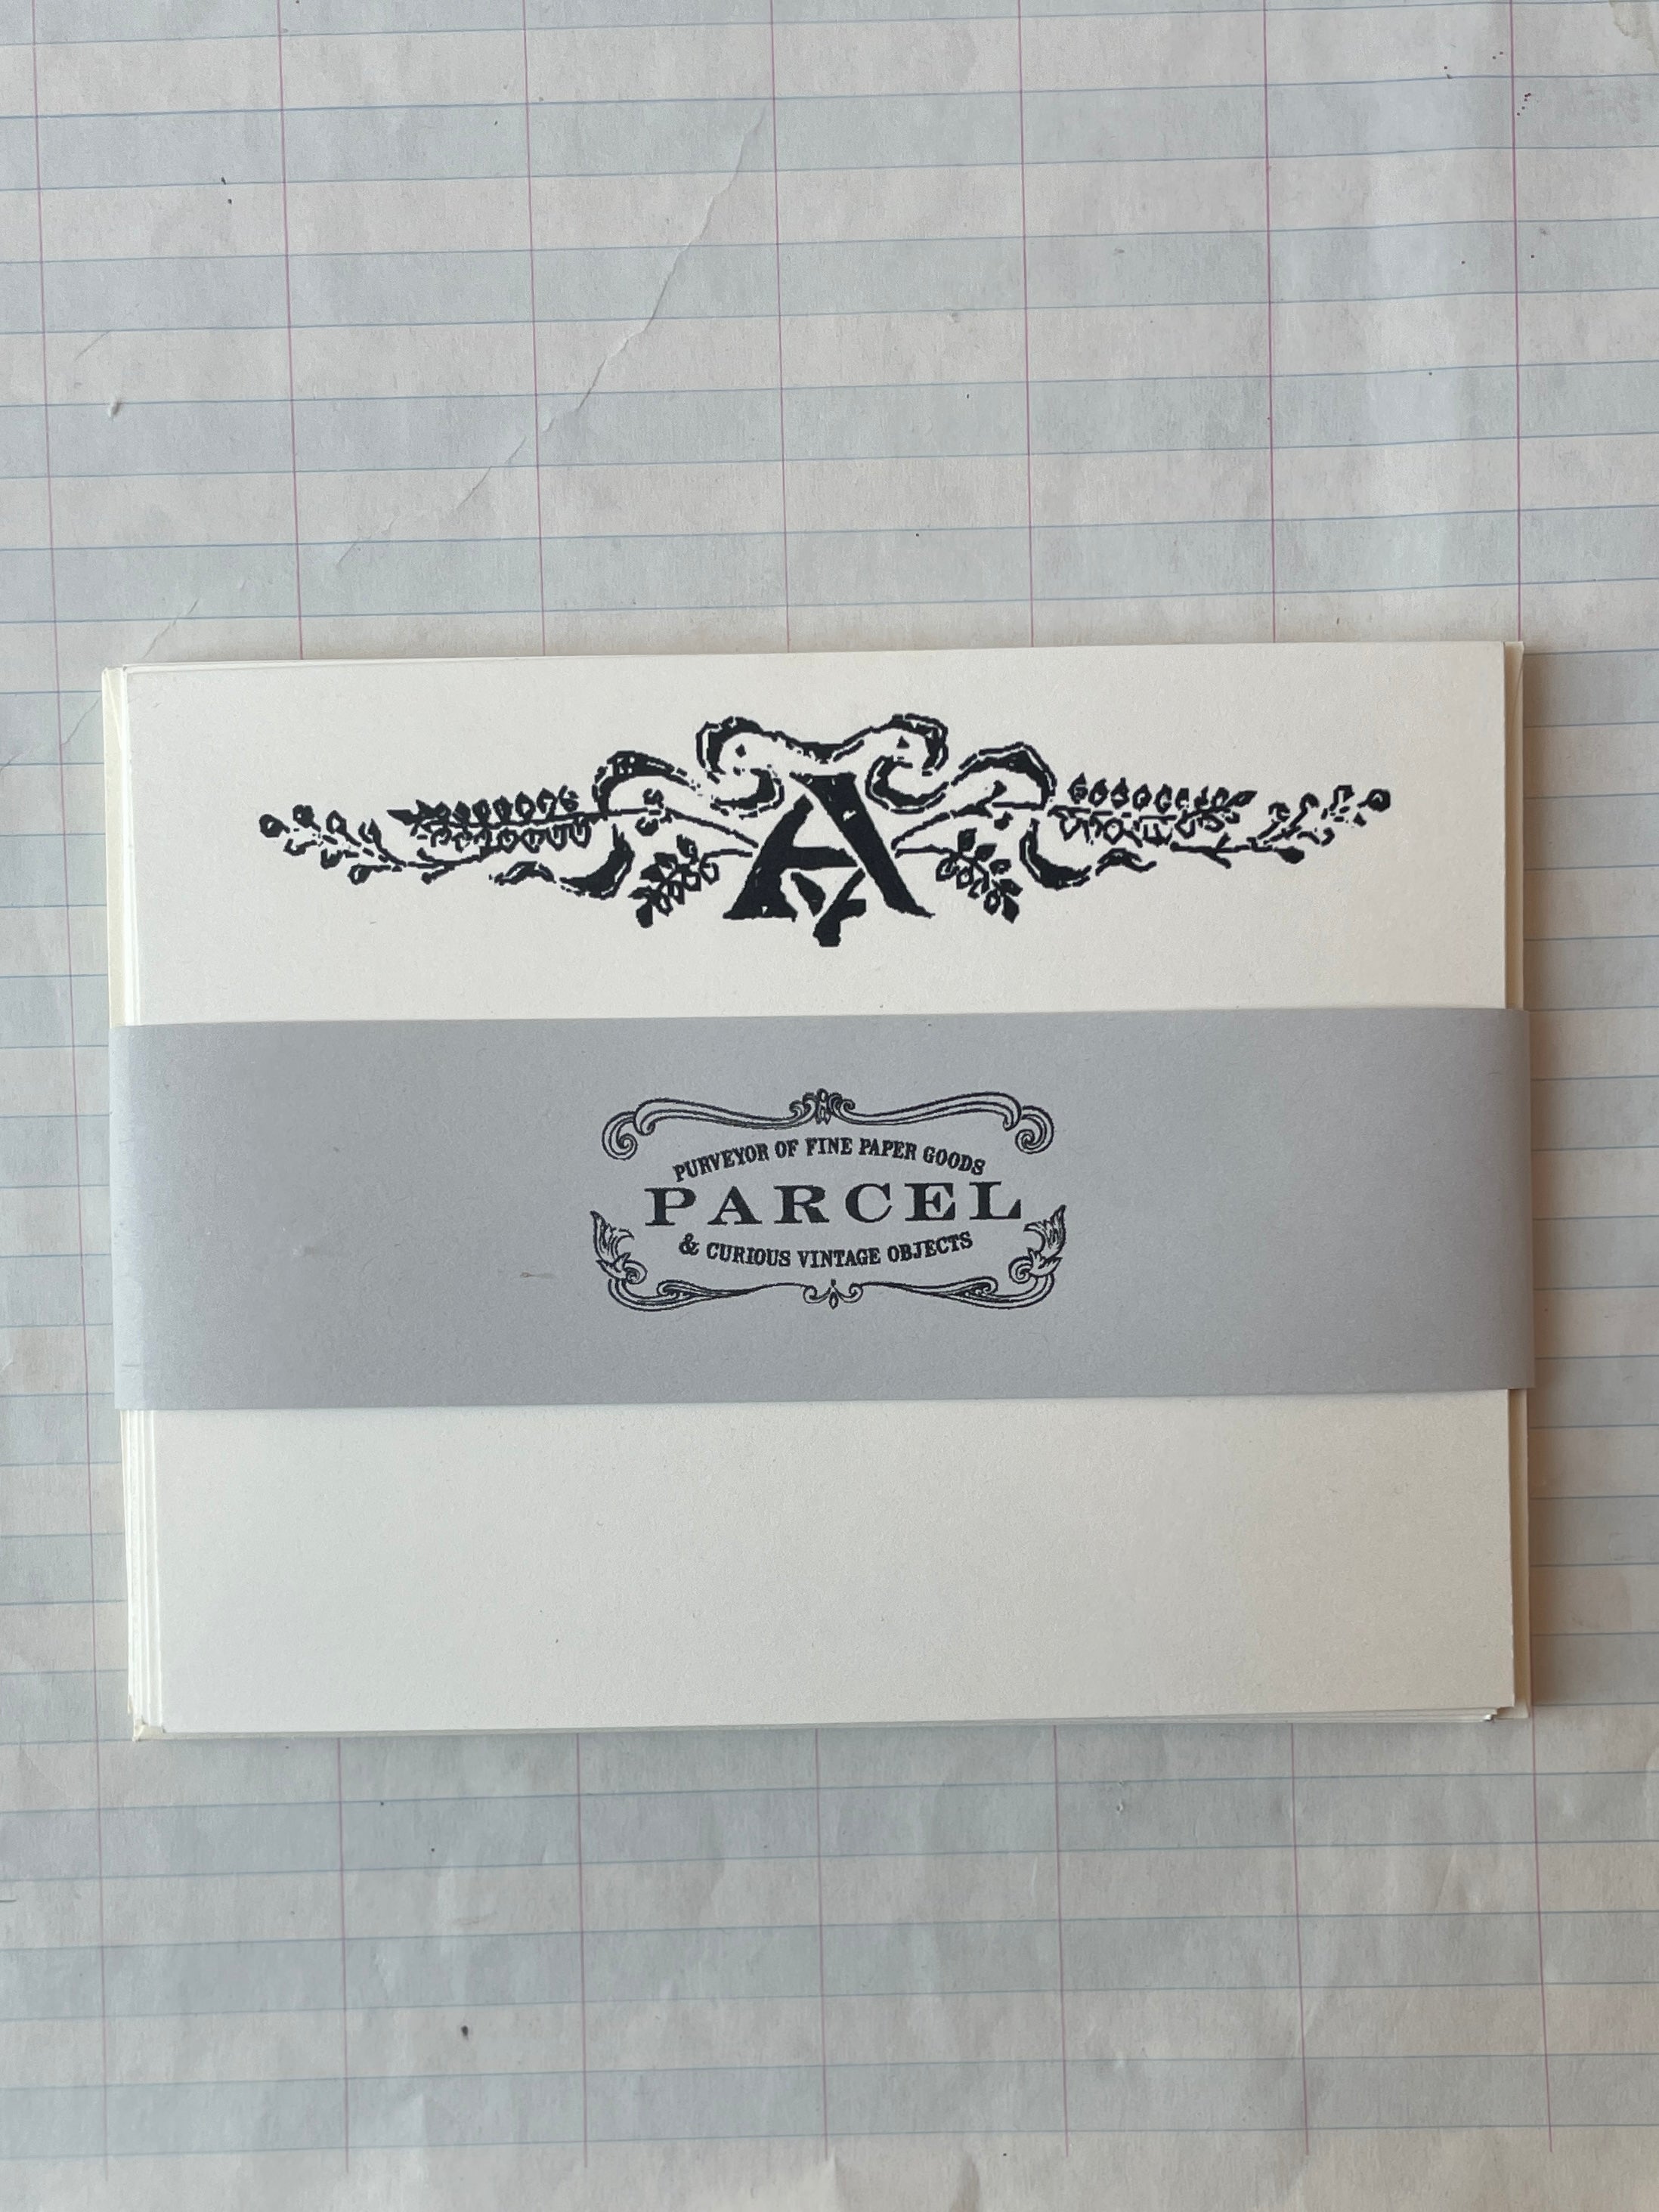 A
PURVEYOR OF FINE PAPER GOODS
PARCEL
& CURIOUS VINTAGE OBJECTS